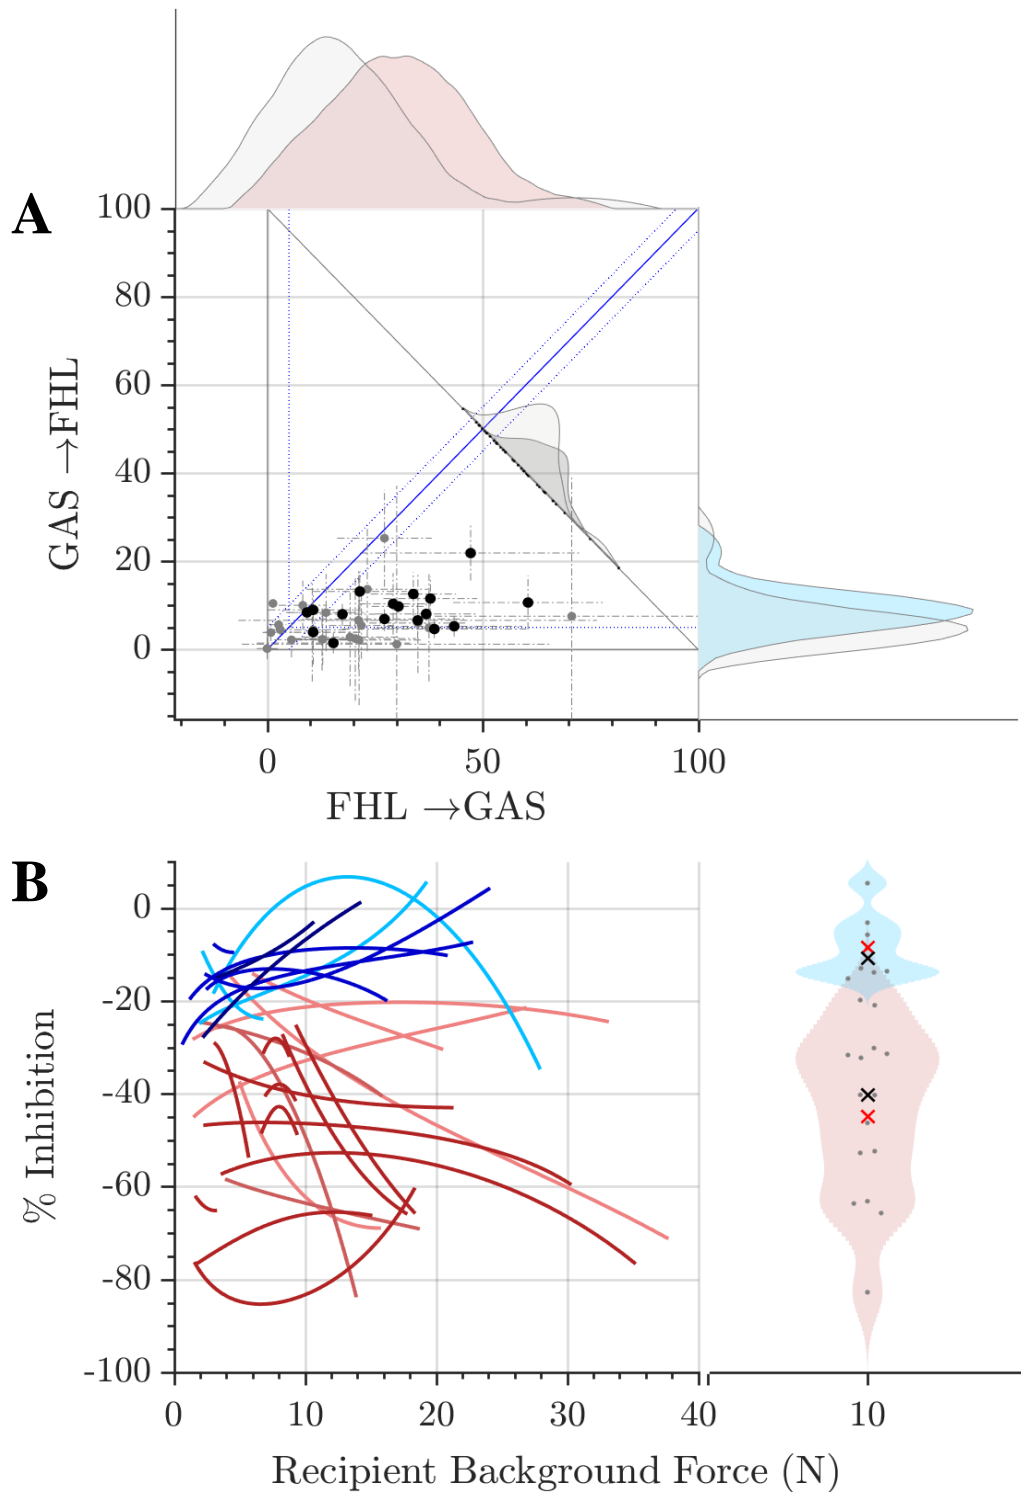 A
100
80
60
40
20
0
GAS →FHL
0 50 100
FHL →GAS
B
0
-20
-40
-60
-80
-100
% Inhibition
0 10 20 30 40 10
Recipient Background Force (N)